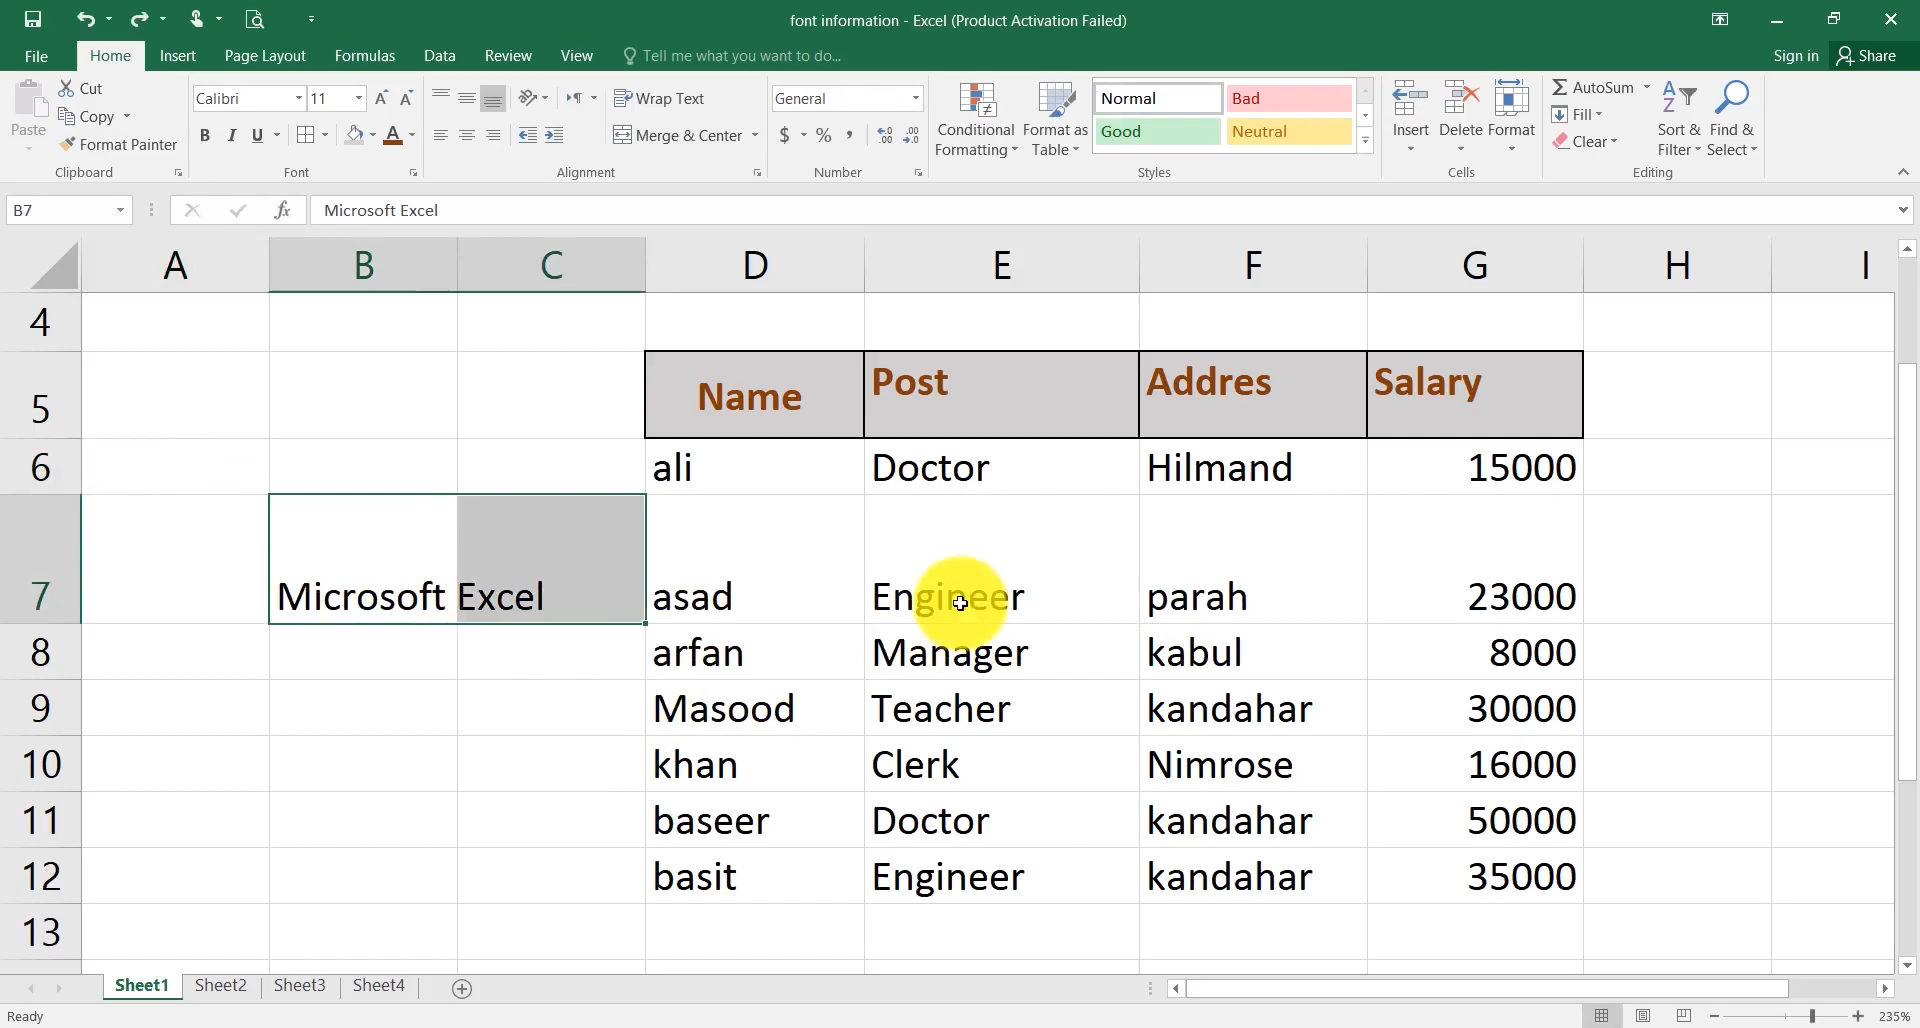 font information - Excel (Product Activation Failed)
File Home Insert Page Layout Formulas Data Review View Tell me what you want to do... Sign in Share
Paste
Cut
Copy
Format Painter
Clipboard
Calibri 11 A A
B I U A
Font
Wrap Text
Merge & Center
Alignment
General
$ % , .00 .00
Number
Conditional Formatting
Format as Table
Normal Bad
Good Neutral
Styles
Insert Delete Format
Cells
AutoSum
Fill
Clear
Sort & Filter
Find & Select
Editing
B7 fx Microsoft Excel
A B C D E F G H I
4
5 Name Post Addres Salary
6 ali Doctor Hilmand 15000
7 Microsoft Excel asad Engineer parah 23000
8 arfan Manager kabul 8000
9 Masood Teacher kandahar 30000
10 khan Clerk Nimrose 16000
11 baseer Doctor kandahar 50000
12 basit Engineer kandahar 35000
13
Sheet1 Sheet2 Sheet3 Sheet4
Ready 235%